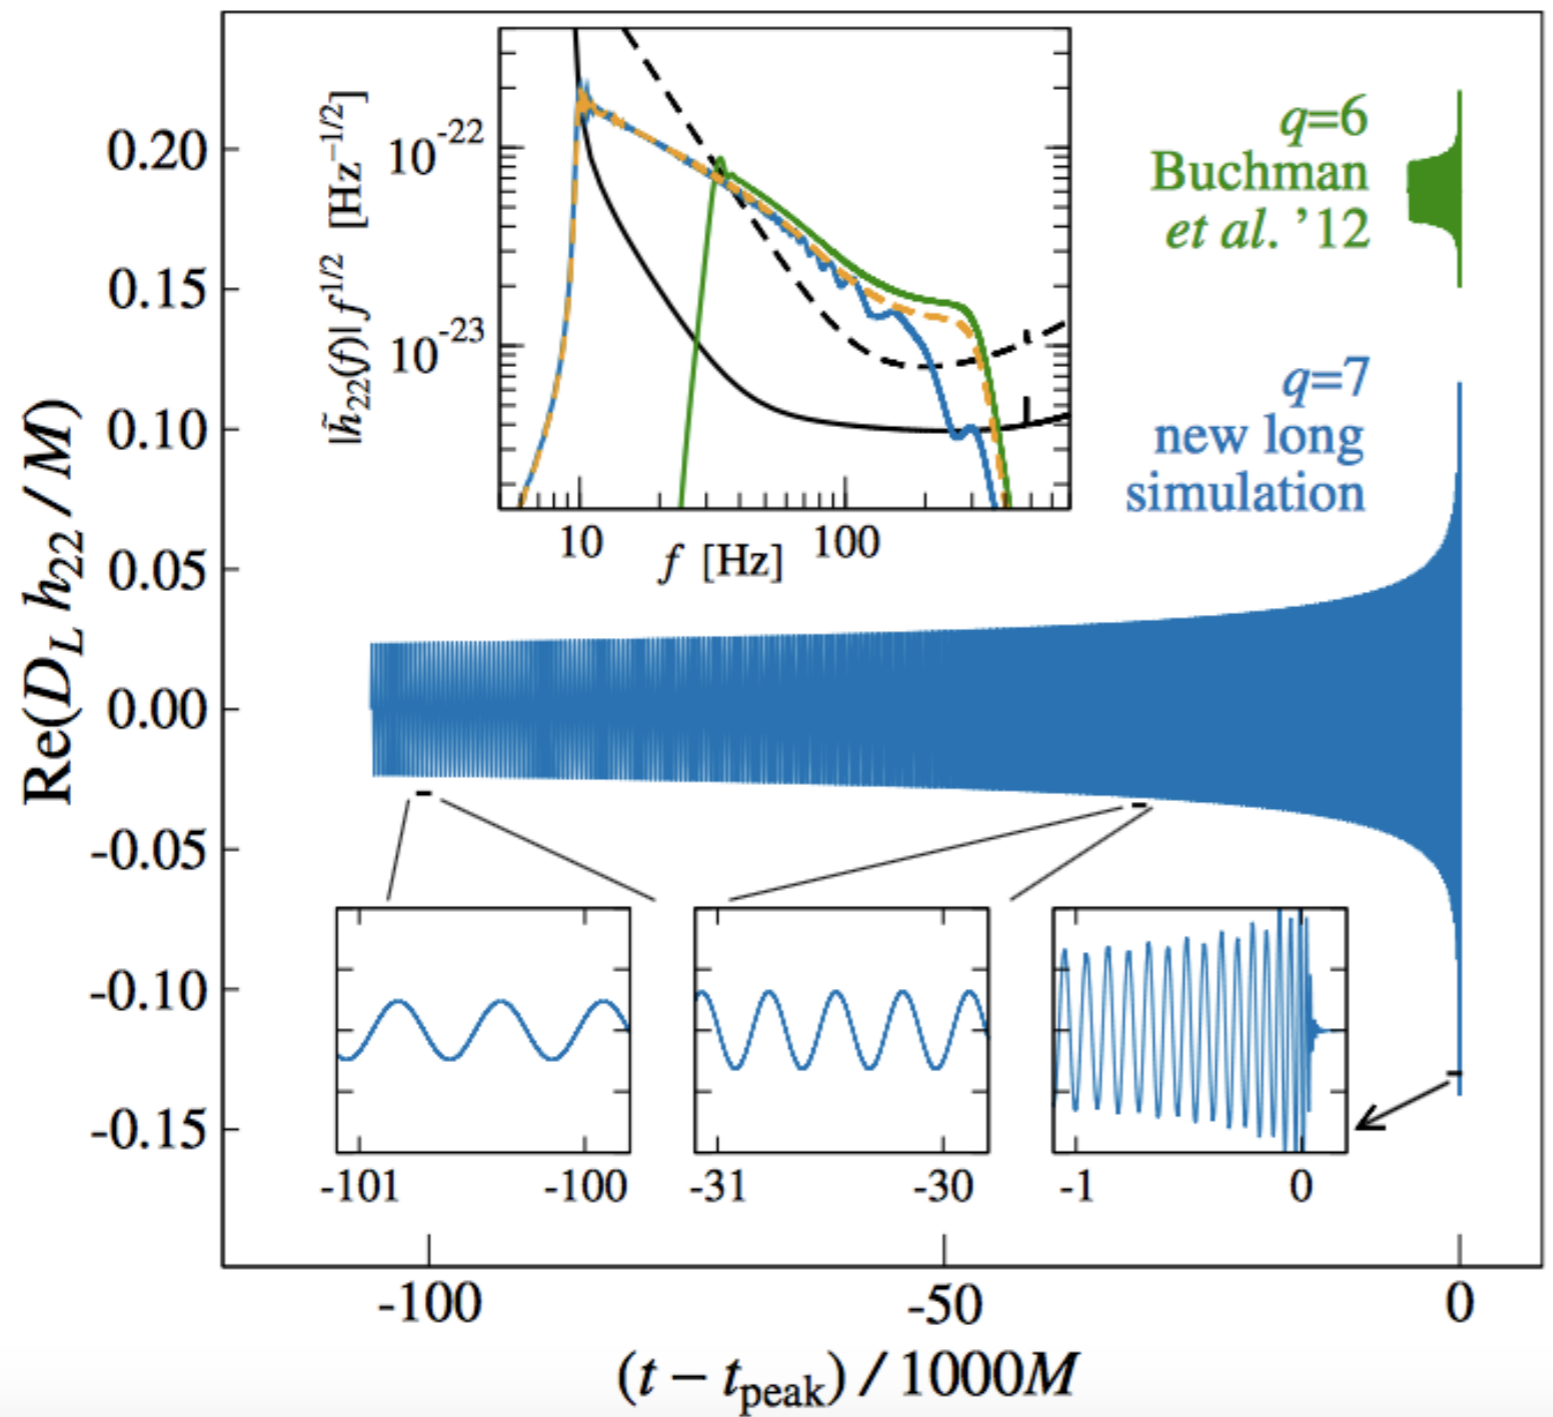 Re(D_L h_22 / M)
0.20
0.15
0.10
0.05
0.00
-0.05
-0.10
-0.15
|h̃_22(f)| f^1/2 [Hz^−1/2]
10^-22
10^-23
10
100
f [Hz]
q=6
Buchman
et al. ’12
q=7
new long
simulation
-101
-100
-31
-30
-1
0
-100
-50
0
(t − t_peak) / 1000M